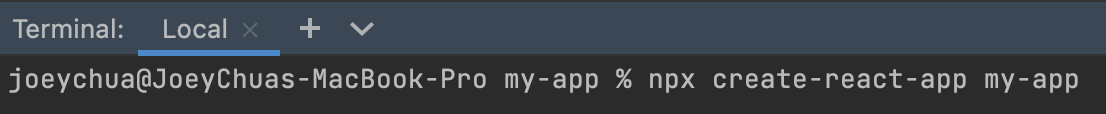 Terminal: Local × + ⌄
joeychua@JoeyChuas-MacBook-Pro my-app % npx create-react-app my-app